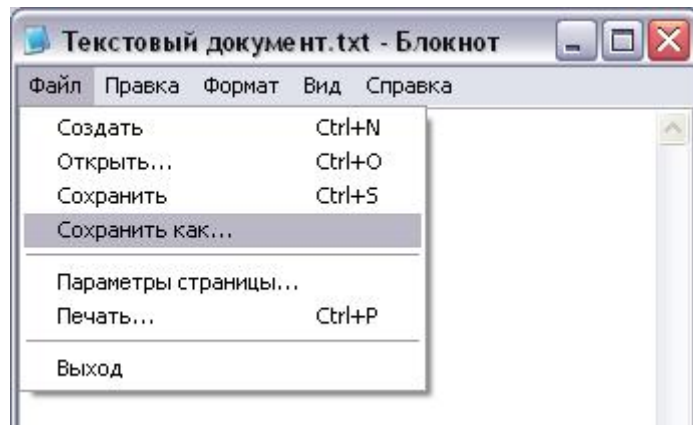 Текстовый документ.txt - Блокнот
Файл Правка Формат Вид Справка
Создать Ctrl+N
Открыть... Ctrl+O
Сохранить Ctrl+S
Сохранить как...
Параметры страницы...
Печать... Ctrl+P
Выход